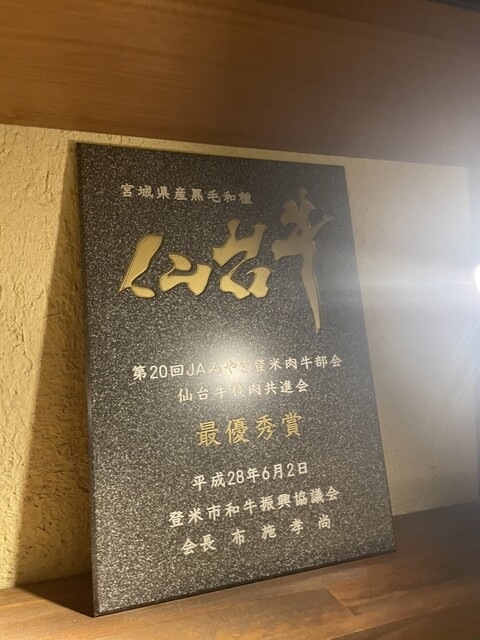 宮城県産黒毛和種
仙台牛
第20回JAみやぎ登米肉牛部会
仙台牛枝肉共進会
最優秀賞
平成28年6月2日
登米市和牛振興協議会
会長 布施孝尚